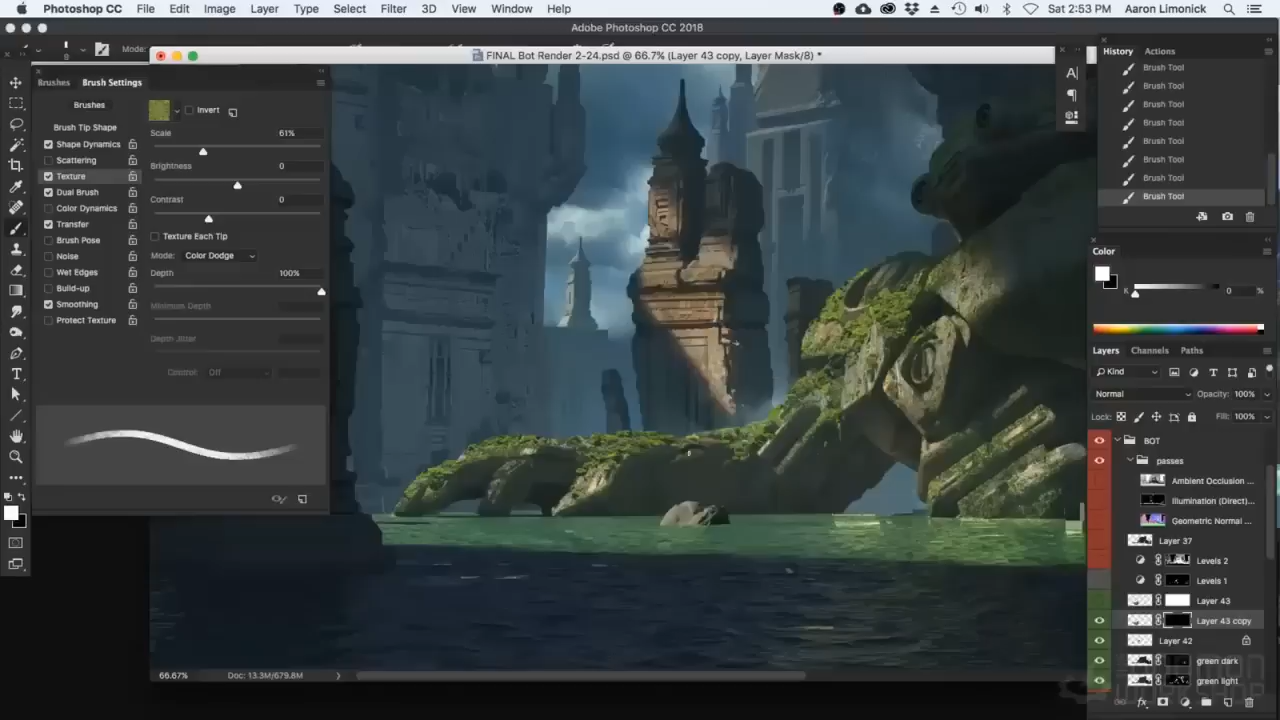 Photoshop CC File Edit Image Layer Type Select Filter 3D View Window Help Sat 2:53 PM Aaron Limonick
Adobe Photoshop CC 2018
Mode:
FINAL Bot Render 2-24.psd @ 66.7% (Layer 43 copy, Layer Mask/8) *
Brushes Brush Settings
Brushes
Invert
Brush Tip Shape
Shape Dynamics
Scattering
Texture
Dual Brush
Color Dynamics
Transfer
Brush Pose
Noise
Wet Edges
Build-up
Smoothing
Protect Texture
Scale 61%
Brightness 0
Contrast 0
Texture Each Tip
Mode: Color Dodge
Depth 100%
Minimum Depth
Depth Jitter
Control: Off
History Actions
Brush Tool
Brush Tool
Brush Tool
Brush Tool
Brush Tool
Brush Tool
Brush Tool
Brush Tool
Color
K 0 %
Layers Channels Paths
Kind
Normal Opacity: 100%
Lock: Fill: 100%
BOT
passes
Ambient Occlusion ...
Illumination (Direct)...
Geometric Normal ...
Layer 37
Levels 2
Levels 1
Layer 43
Layer 43 copy
Layer 42
green dark
green light
66.67% Doc: 13.3M/679.8M